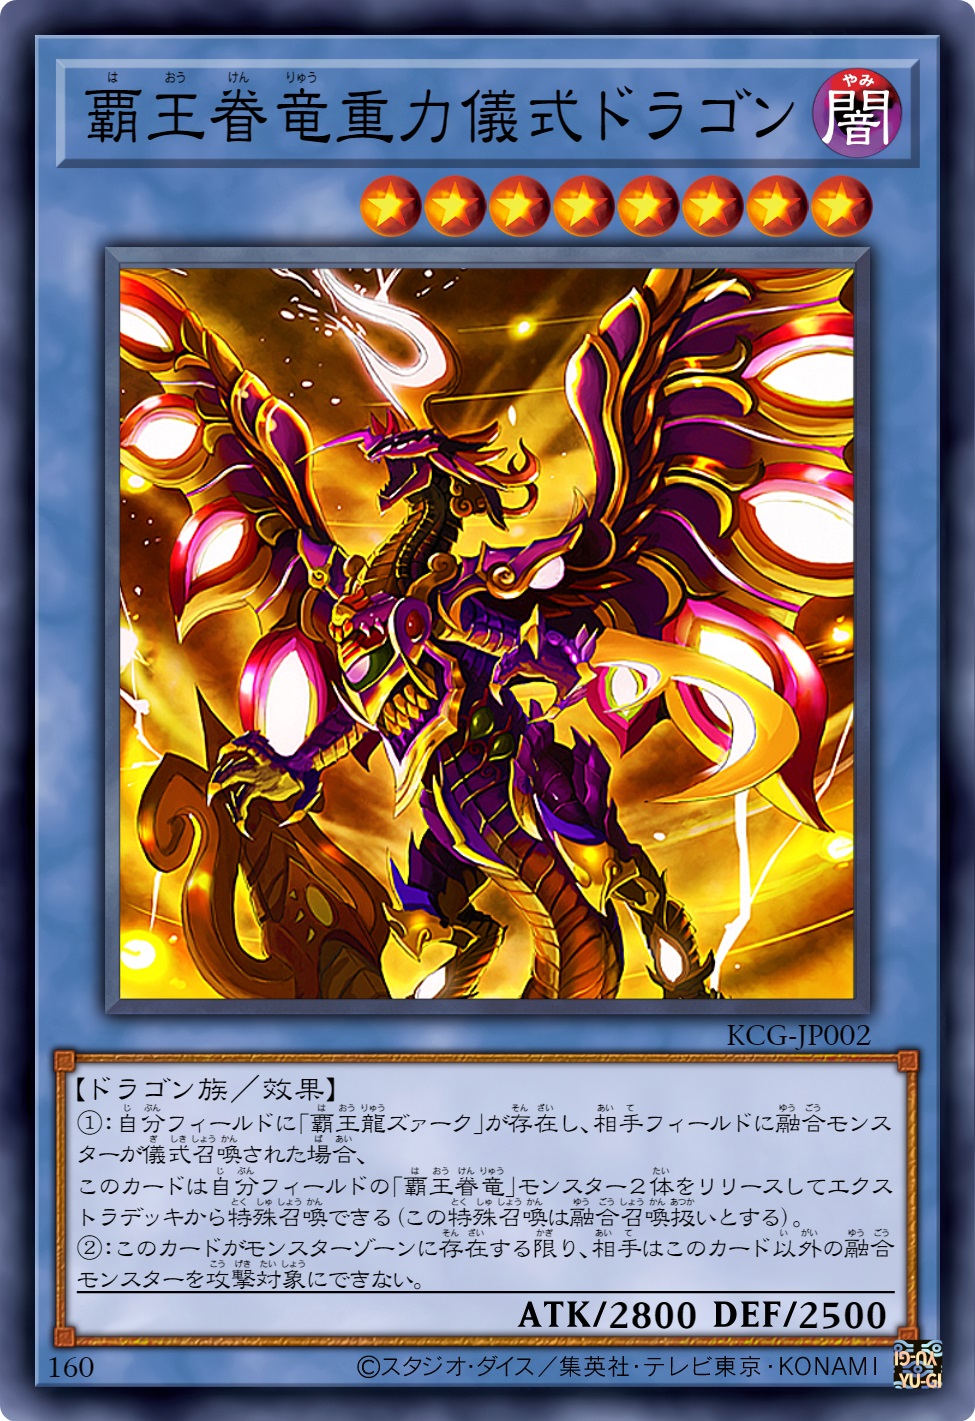 覇王眷竜重力儀式ドラゴン
闇
KCG-JP002
【ドラゴン族／効果】
①：自分フィールドに「覇王龍ズァーク」が存在し、相手フィールドに融合モンス
ターが儀式召喚された場合、
このカードは自分フィールドの「覇王眷竜」モンスター２体をリリースしてエクス
トラデッキから特殊召喚できる（この特殊召喚は融合召喚扱いとする）。
②：このカードがモンスターゾーンに存在する限り、相手はこのカード以外の融合
モンスターを攻撃対象にできない。
ATK/2800 DEF/2500
160
©スタジオ・ダイス／集英社・テレビ東京・KONAMI